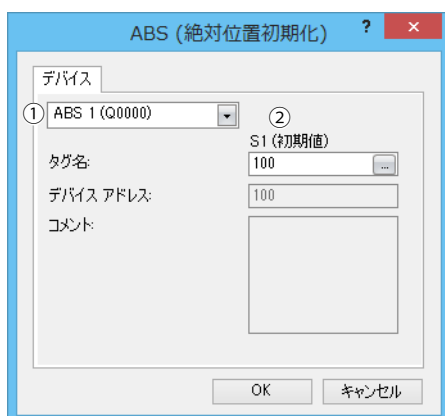 ABS (絶対位置初期化)
? ×
デバイス
① ABS 1 (Q0000) ②
S1 (初期値)
タグ名: 100 ...
デバイス アドレス: 100
コメント:
OK キャンセル